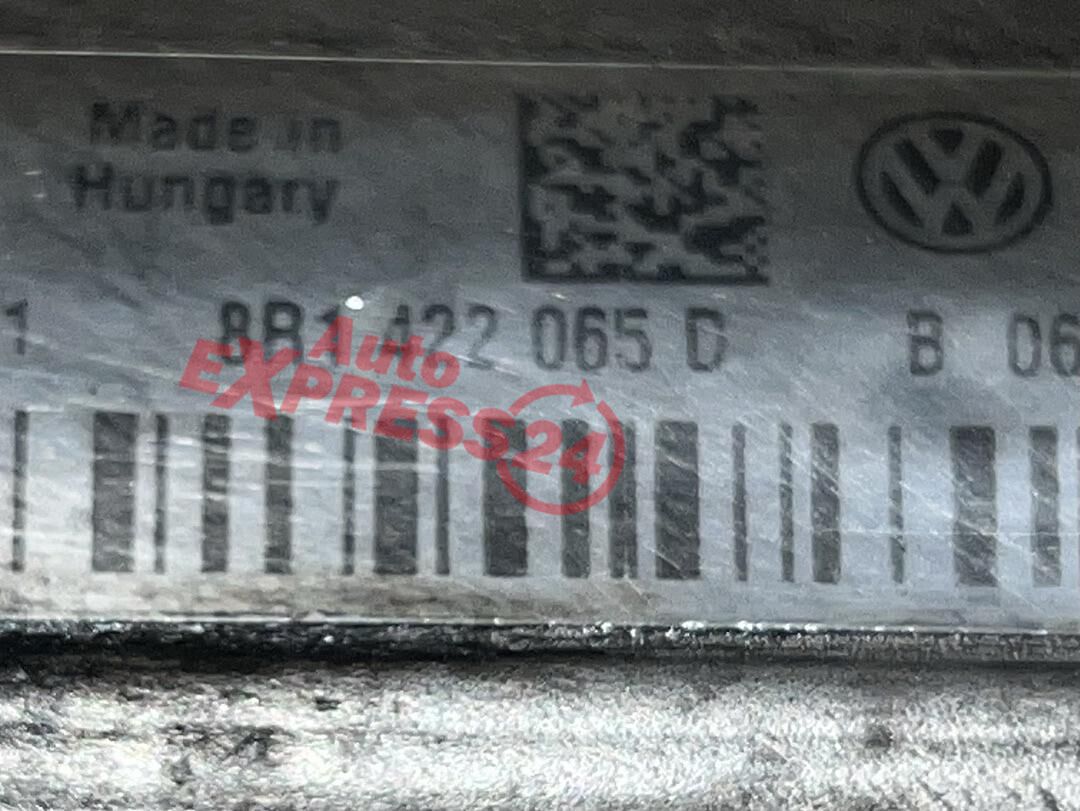 Made in
Hungary
1 8B1 422 065 D B 06
Auto
EXPRESS24